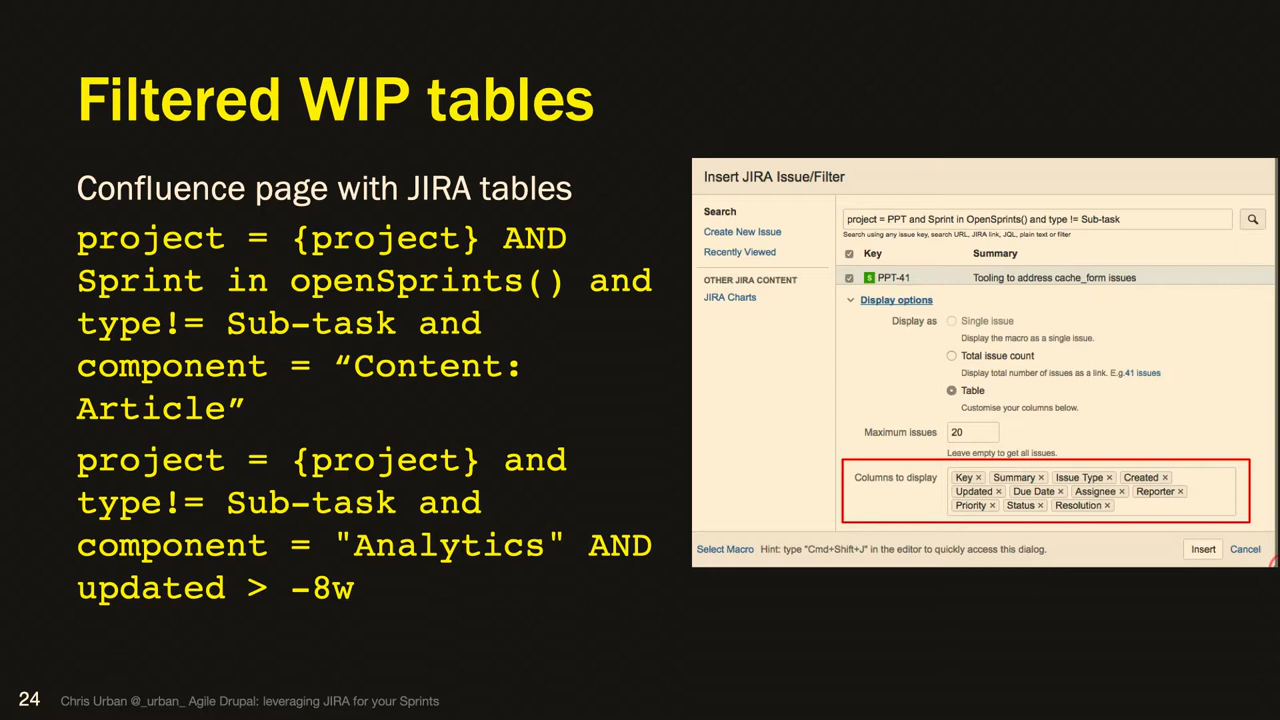 Filtered WIP tables
Confluence page with JIRA tables
project = {project} AND
Sprint in openSprints() and
type!= Sub-task and
component = “Content:
Article”
project = {project} and
type!= Sub-task and
component = "Analytics" AND
updated > -8w
Insert JIRA Issue/Filter
Search
Create New Issue
Recently Viewed
OTHER JIRA CONTENT
JIRA Charts
project = PPT and Sprint in OpenSprints() and type != Sub-task
Search using any issue key, search URL, JIRA link, JQL, plain text or filter
Key Summary
PPT-41 Tooling to address cache_form issues
Display options
Display as Single issue
Display the macro as a single issue.
Total issue count
Display total number of issues as a link. E.g.41 issues
Table
Customise your columns below.
Maximum issues 20
Leave empty to get all issues.
Columns to display Key × Summary × Issue Type × Created ×
Updated × Due Date × Assignee × Reporter ×
Priority × Status × Resolution ×
Select Macro Hint: type "Cmd+Shift+J" in the editor to quickly access this dialog. Insert Cancel
24 Chris Urban @_urban_ Agile Drupal: leveraging JIRA for your Sprints